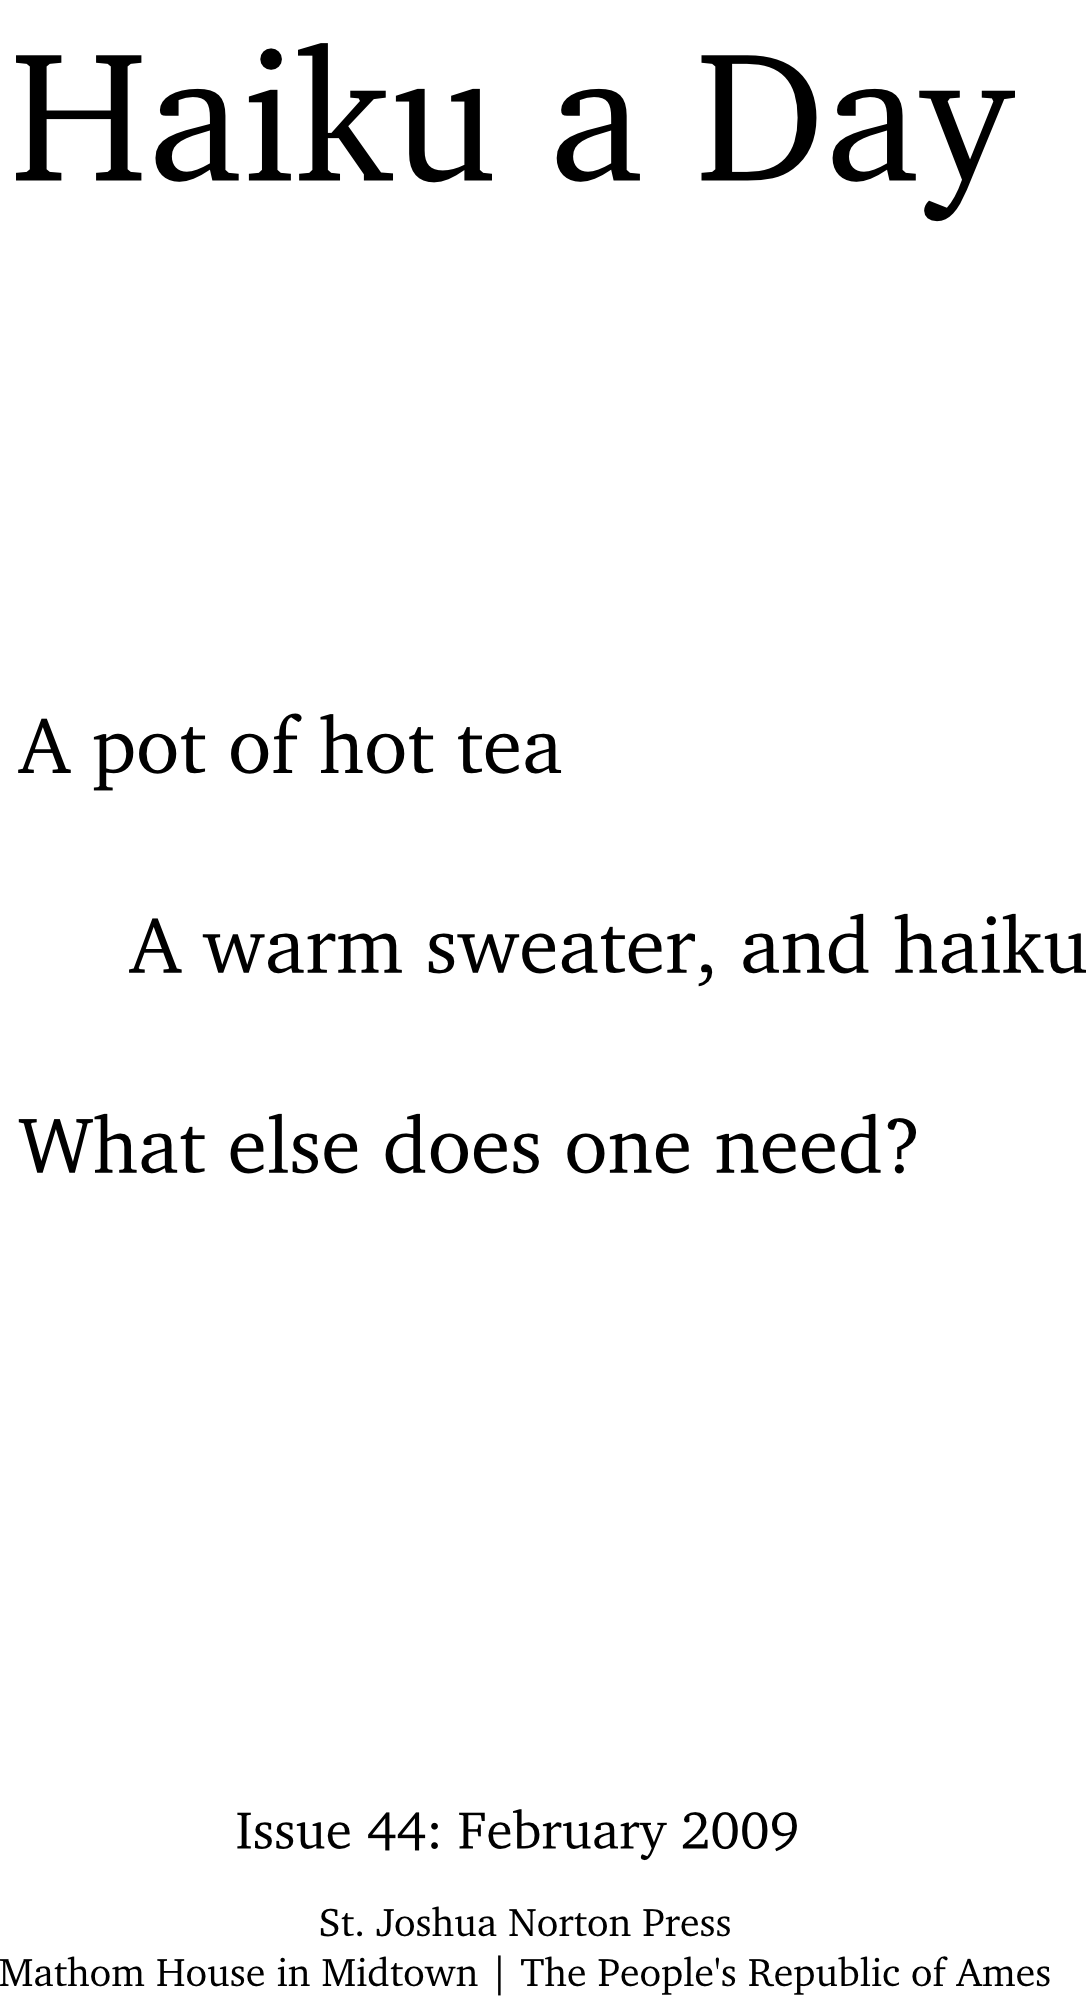 Haiku a Day
A pot of hot tea
A warm sweater, and haiku
What else does one need?
Issue 44: February 2009
St. Joshua Norton Press
Mathom House in Midtown | The People's Republic of Ames